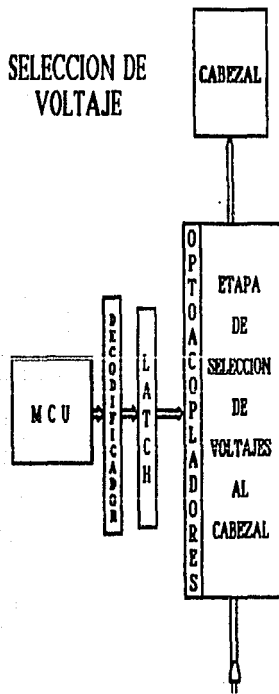 SELECCION DE
VOLTAJE
CABEZAL
MCU
DECODIFICADOR
LATCH
OPTOACOPLADORES
ETAPA
DE
SELECCION
DE
VOLTAJES
AL
CABEZAL